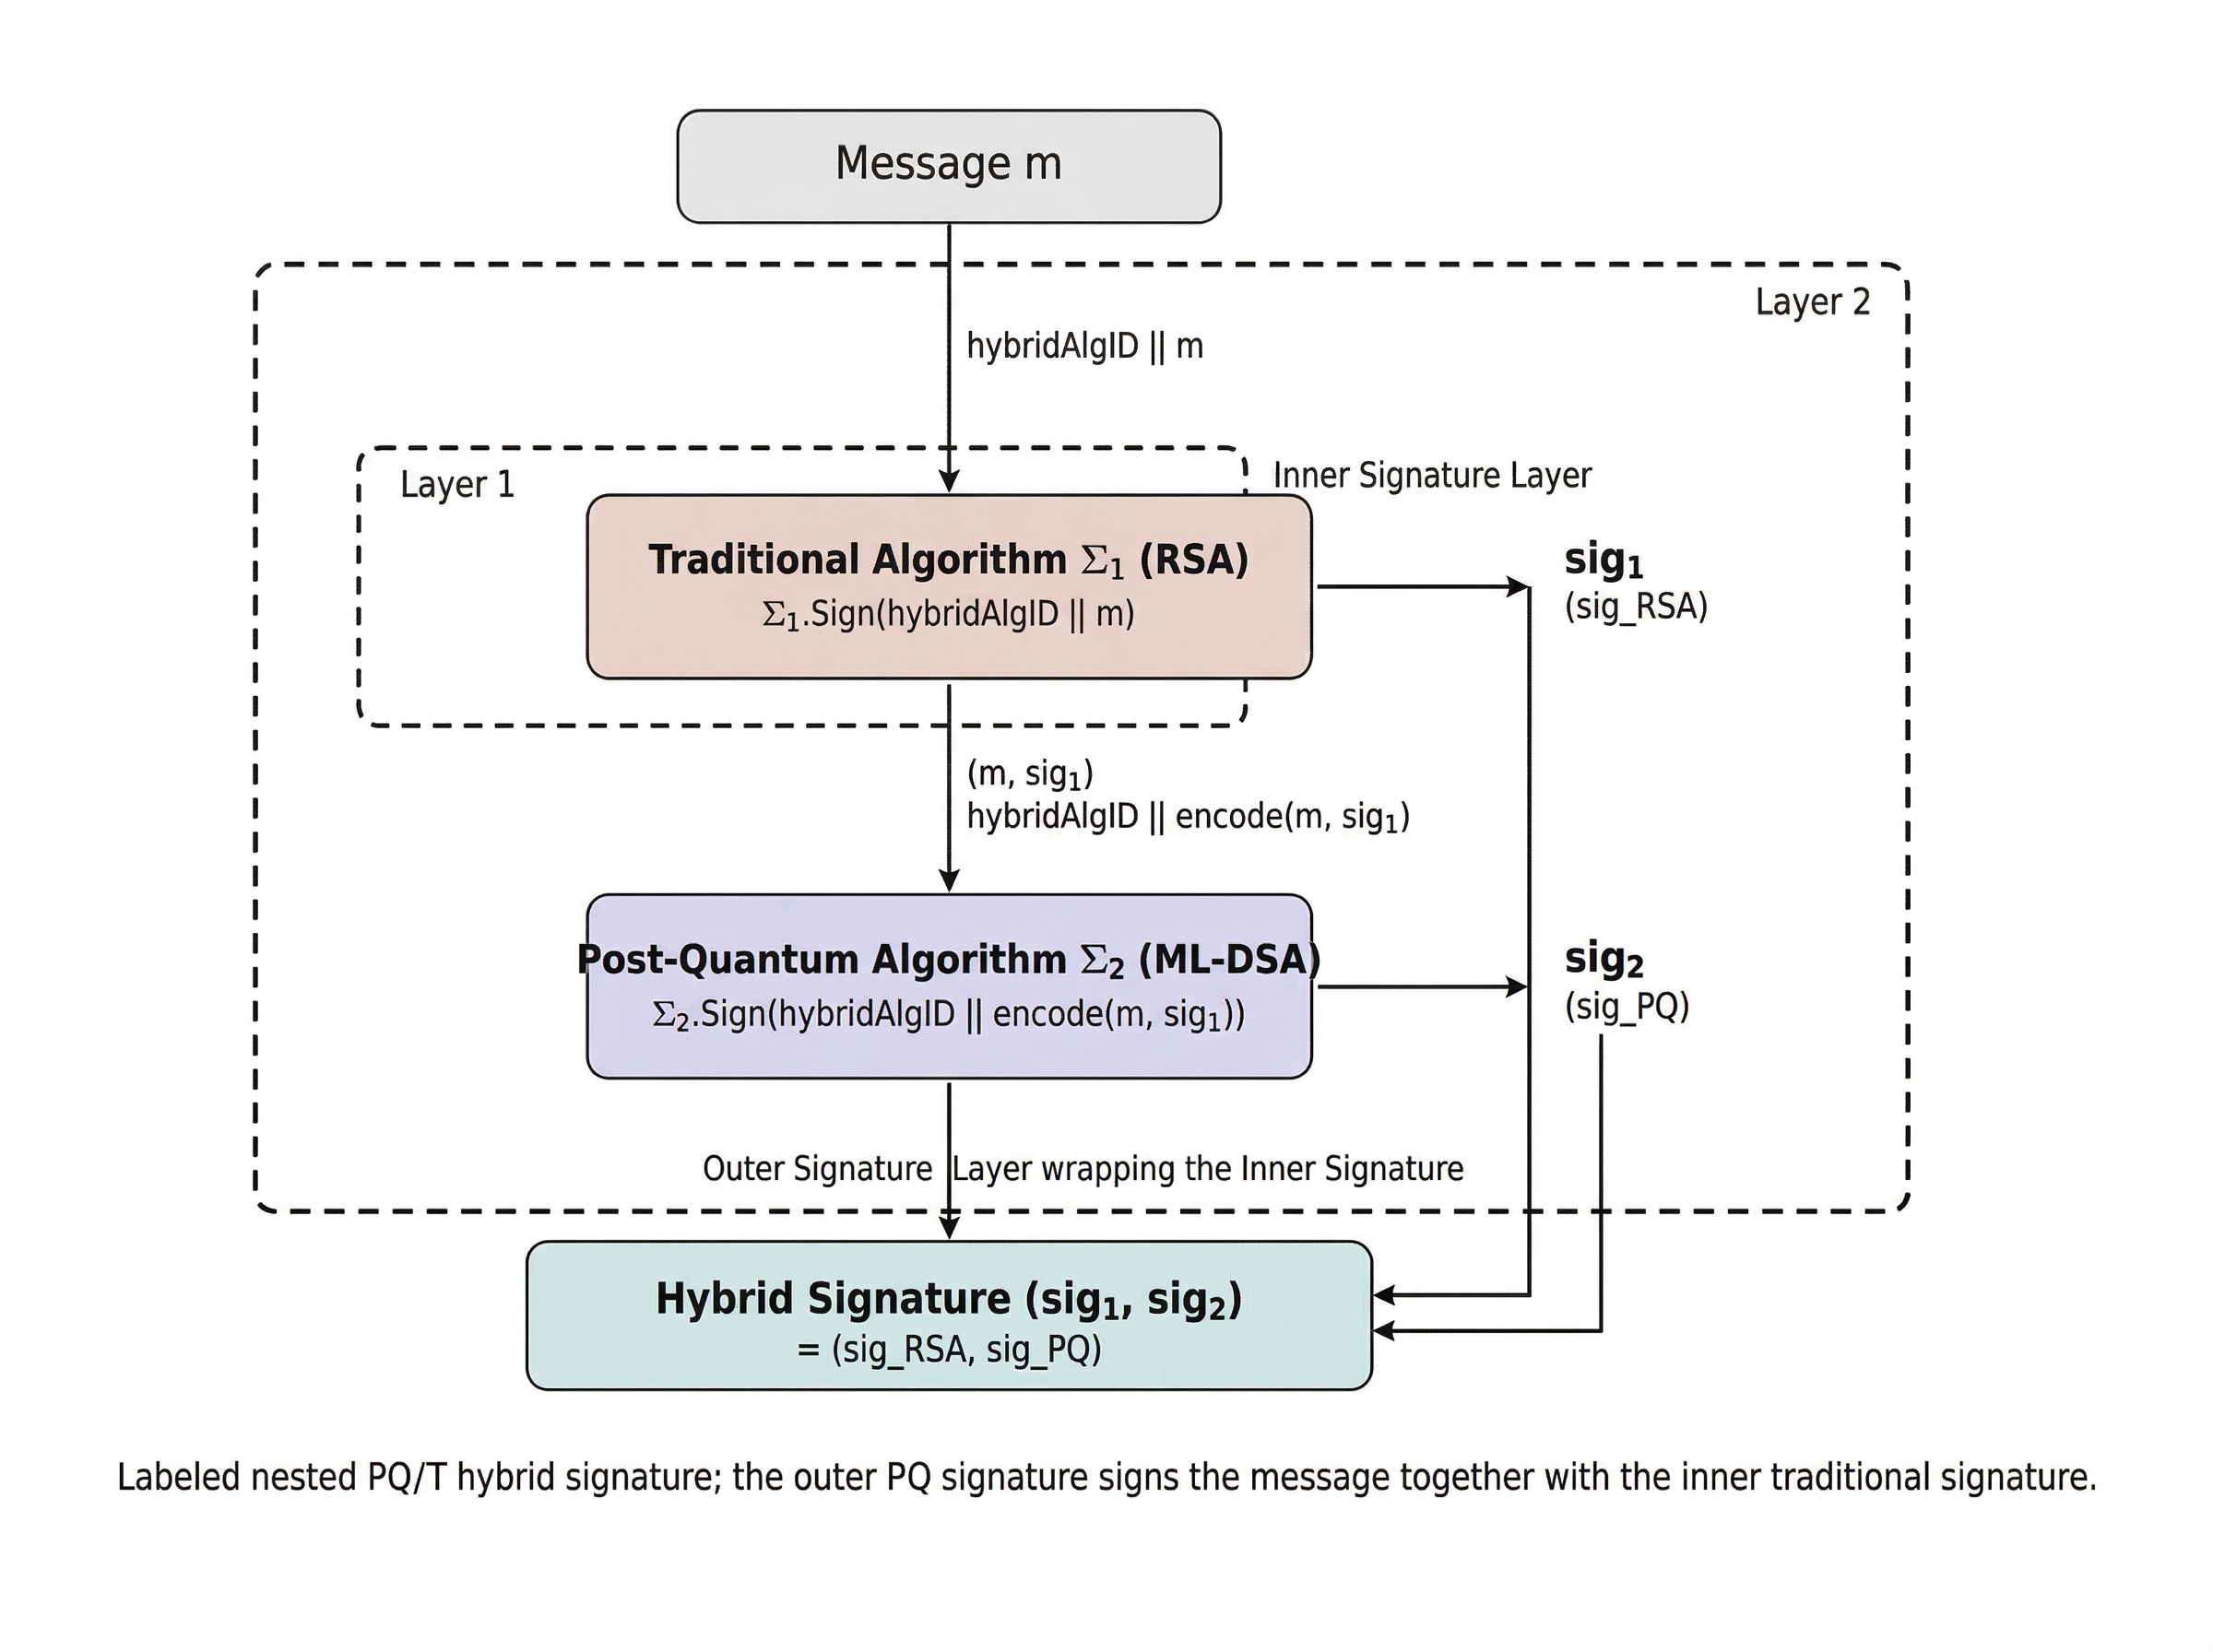 Message m
Layer 2
hybridAlgID || m
Layer 1
Inner Signature Layer
Traditional Algorithm Σ₁ (RSA)
Σ₁.Sign(hybridAlgID || m)
sig₁
(sig_RSA)
(m, sig₁)
hybridAlgID || encode(m, sig₁)
Post-Quantum Algorithm Σ₂ (ML-DSA)
Σ₂.Sign(hybridAlgID || encode(m, sig₁))
sig₂
(sig_PQ)
Outer Signature Layer wrapping the Inner Signature
Hybrid Signature (sig₁, sig₂)
= (sig_RSA, sig_PQ)
Labeled nested PQ/T hybrid signature; the outer PQ signature signs the message together with the inner traditional signature.